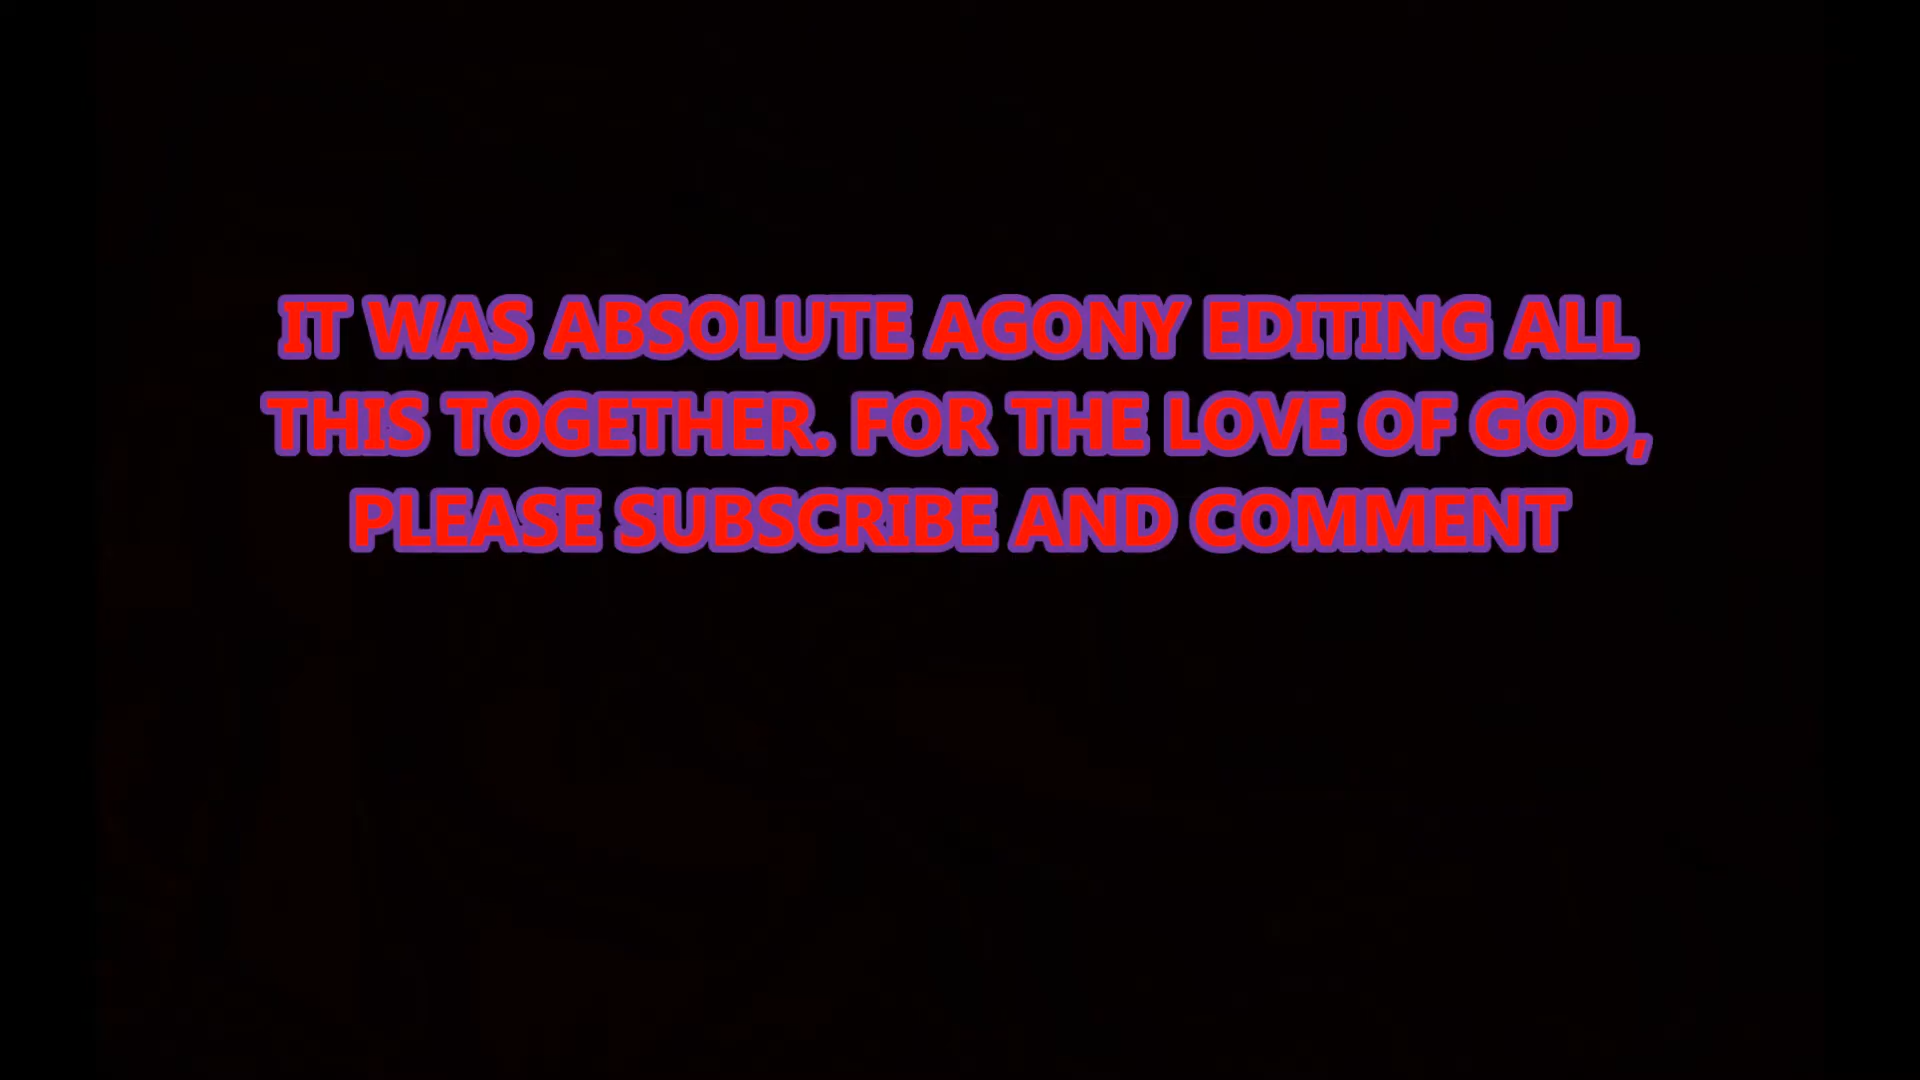 IT WAS ABSOLUTE AGONY EDITING ALL
THIS TOGETHER. FOR THE LOVE OF GOD,
PLEASE SUBSCRIBE AND COMMENT